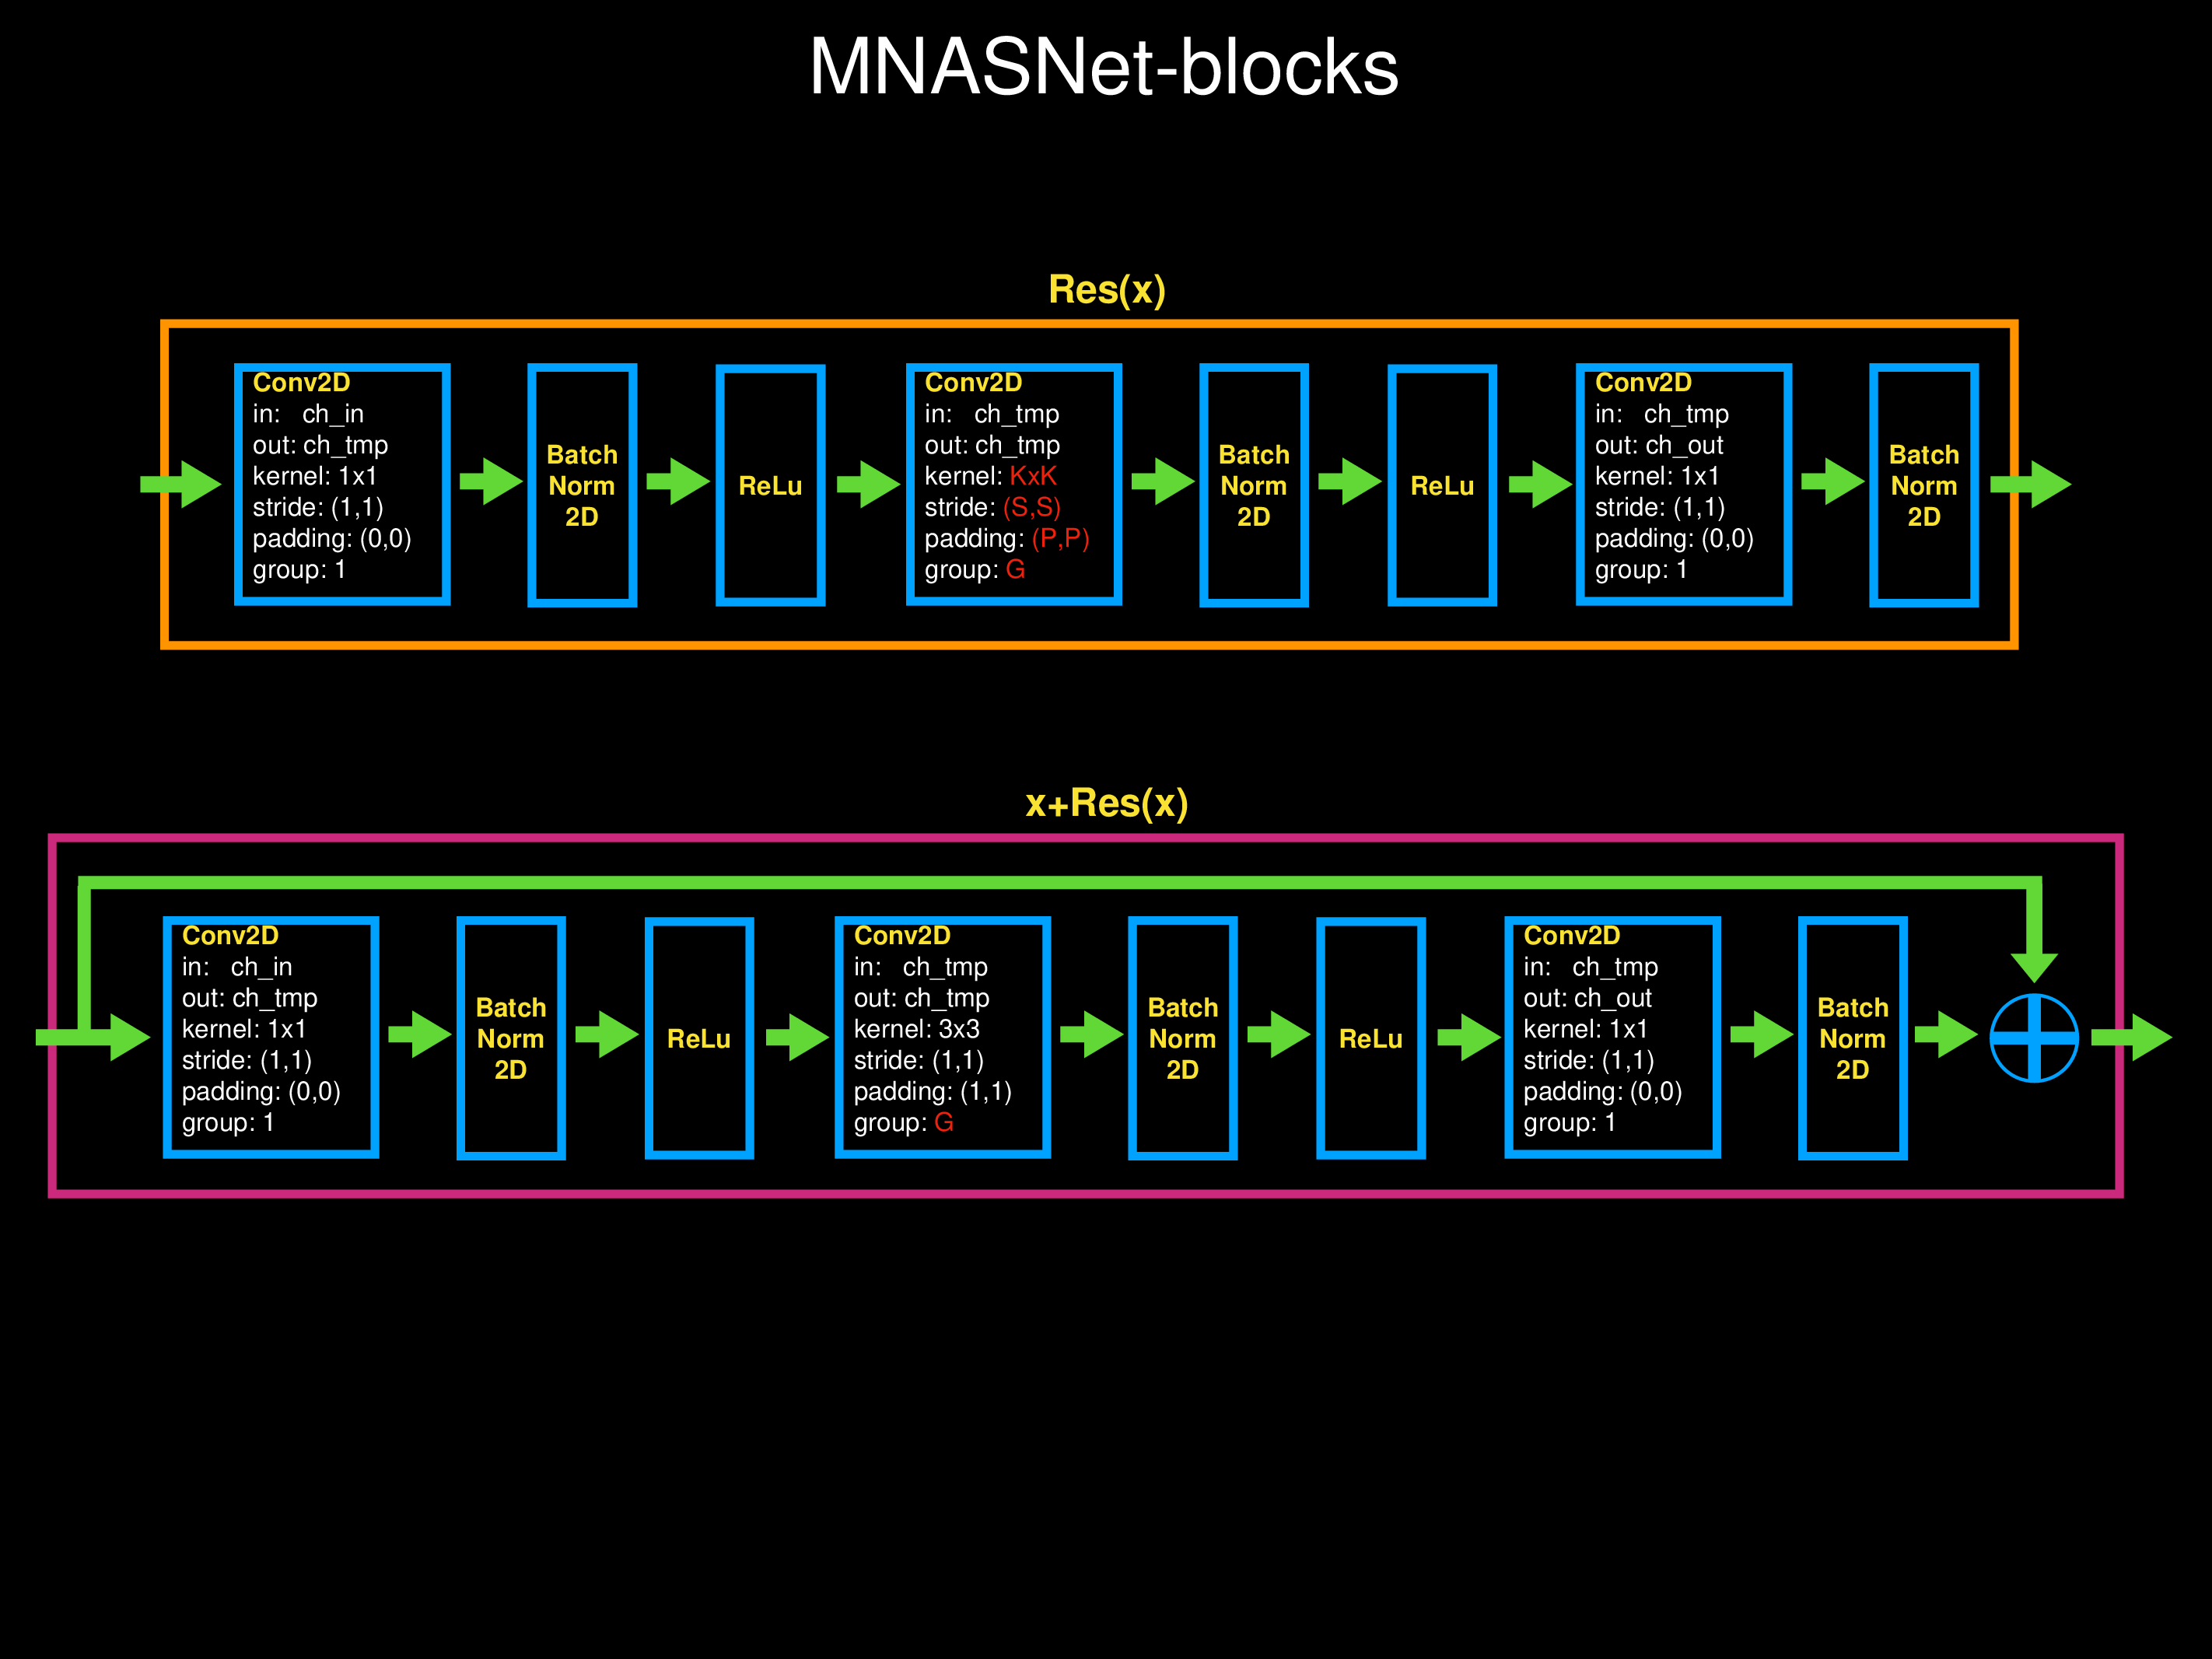 MNASNet-blocks
Res(x)
Conv2D
in: ch_in
out: ch_tmp
kernel: 1x1
stride: (1,1)
padding: (0,0)
group: 1
Batch
Norm
2D
ReLu
Conv2D
in: ch_tmp
out: ch_tmp
kernel: KxK
stride: (S,S)
padding: (P,P)
group: G
Batch
Norm
2D
ReLu
Conv2D
in: ch_tmp
out: ch_out
kernel: 1x1
stride: (1,1)
padding: (0,0)
group: 1
Batch
Norm
2D
x+Res(x)
Conv2D
in: ch_in
out: ch_tmp
kernel: 1x1
stride: (1,1)
padding: (0,0)
group: 1
Batch
Norm
2D
ReLu
Conv2D
in: ch_tmp
out: ch_tmp
kernel: 3x3
stride: (1,1)
padding: (1,1)
group: G
Batch
Norm
2D
ReLu
Conv2D
in: ch_tmp
out: ch_out
kernel: 1x1
stride: (1,1)
padding: (0,0)
group: 1
Batch
Norm
2D